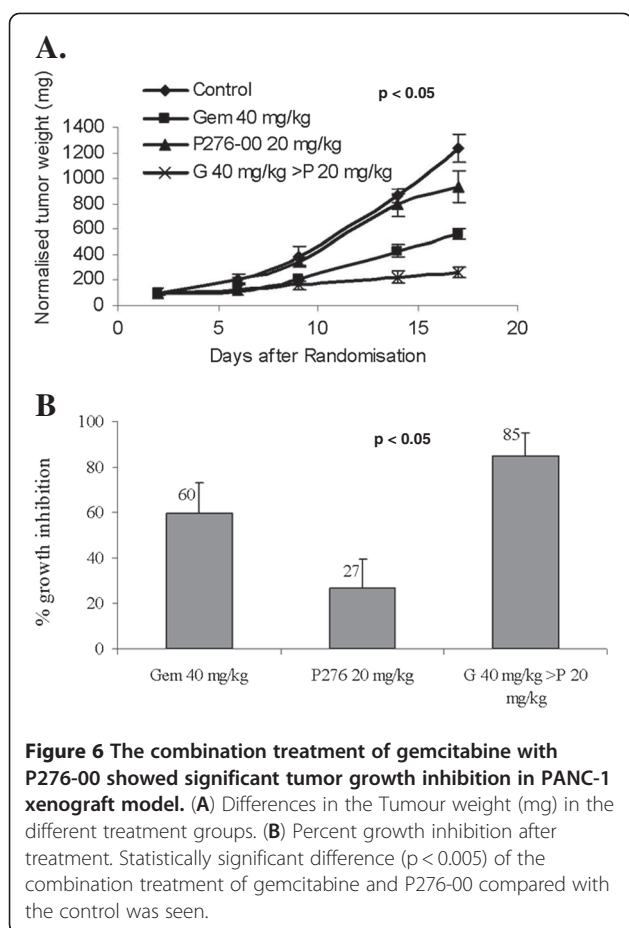 A.
Control
Gem 40 mg/kg
P276-00 20 mg/kg
G 40 mg/kg >P 20 mg/kg
p < 0.05
Normalised tumor weight (mg)
1400
1200
1000
800
600
400
200
0
0 5 10 15 20
Days after Randomisation
B
p < 0.05
% growth inhibition
100
80
60
40
20
0
60
27
85
Gem 40 mg/kg
P276 20 mg/kg
G 40 mg/kg >P 20
mg/kg
Figure 6 The combination treatment of gemcitabine with
P276-00 showed significant tumor growth inhibition in PANC-1
xenograft model. (A) Differences in the Tumour weight (mg) in the
different treatment groups. (B) Percent growth inhibition after
treatment. Statistically significant difference (p < 0.005) of the
combination treatment of gemcitabine and P276-00 compared with
the control was seen.